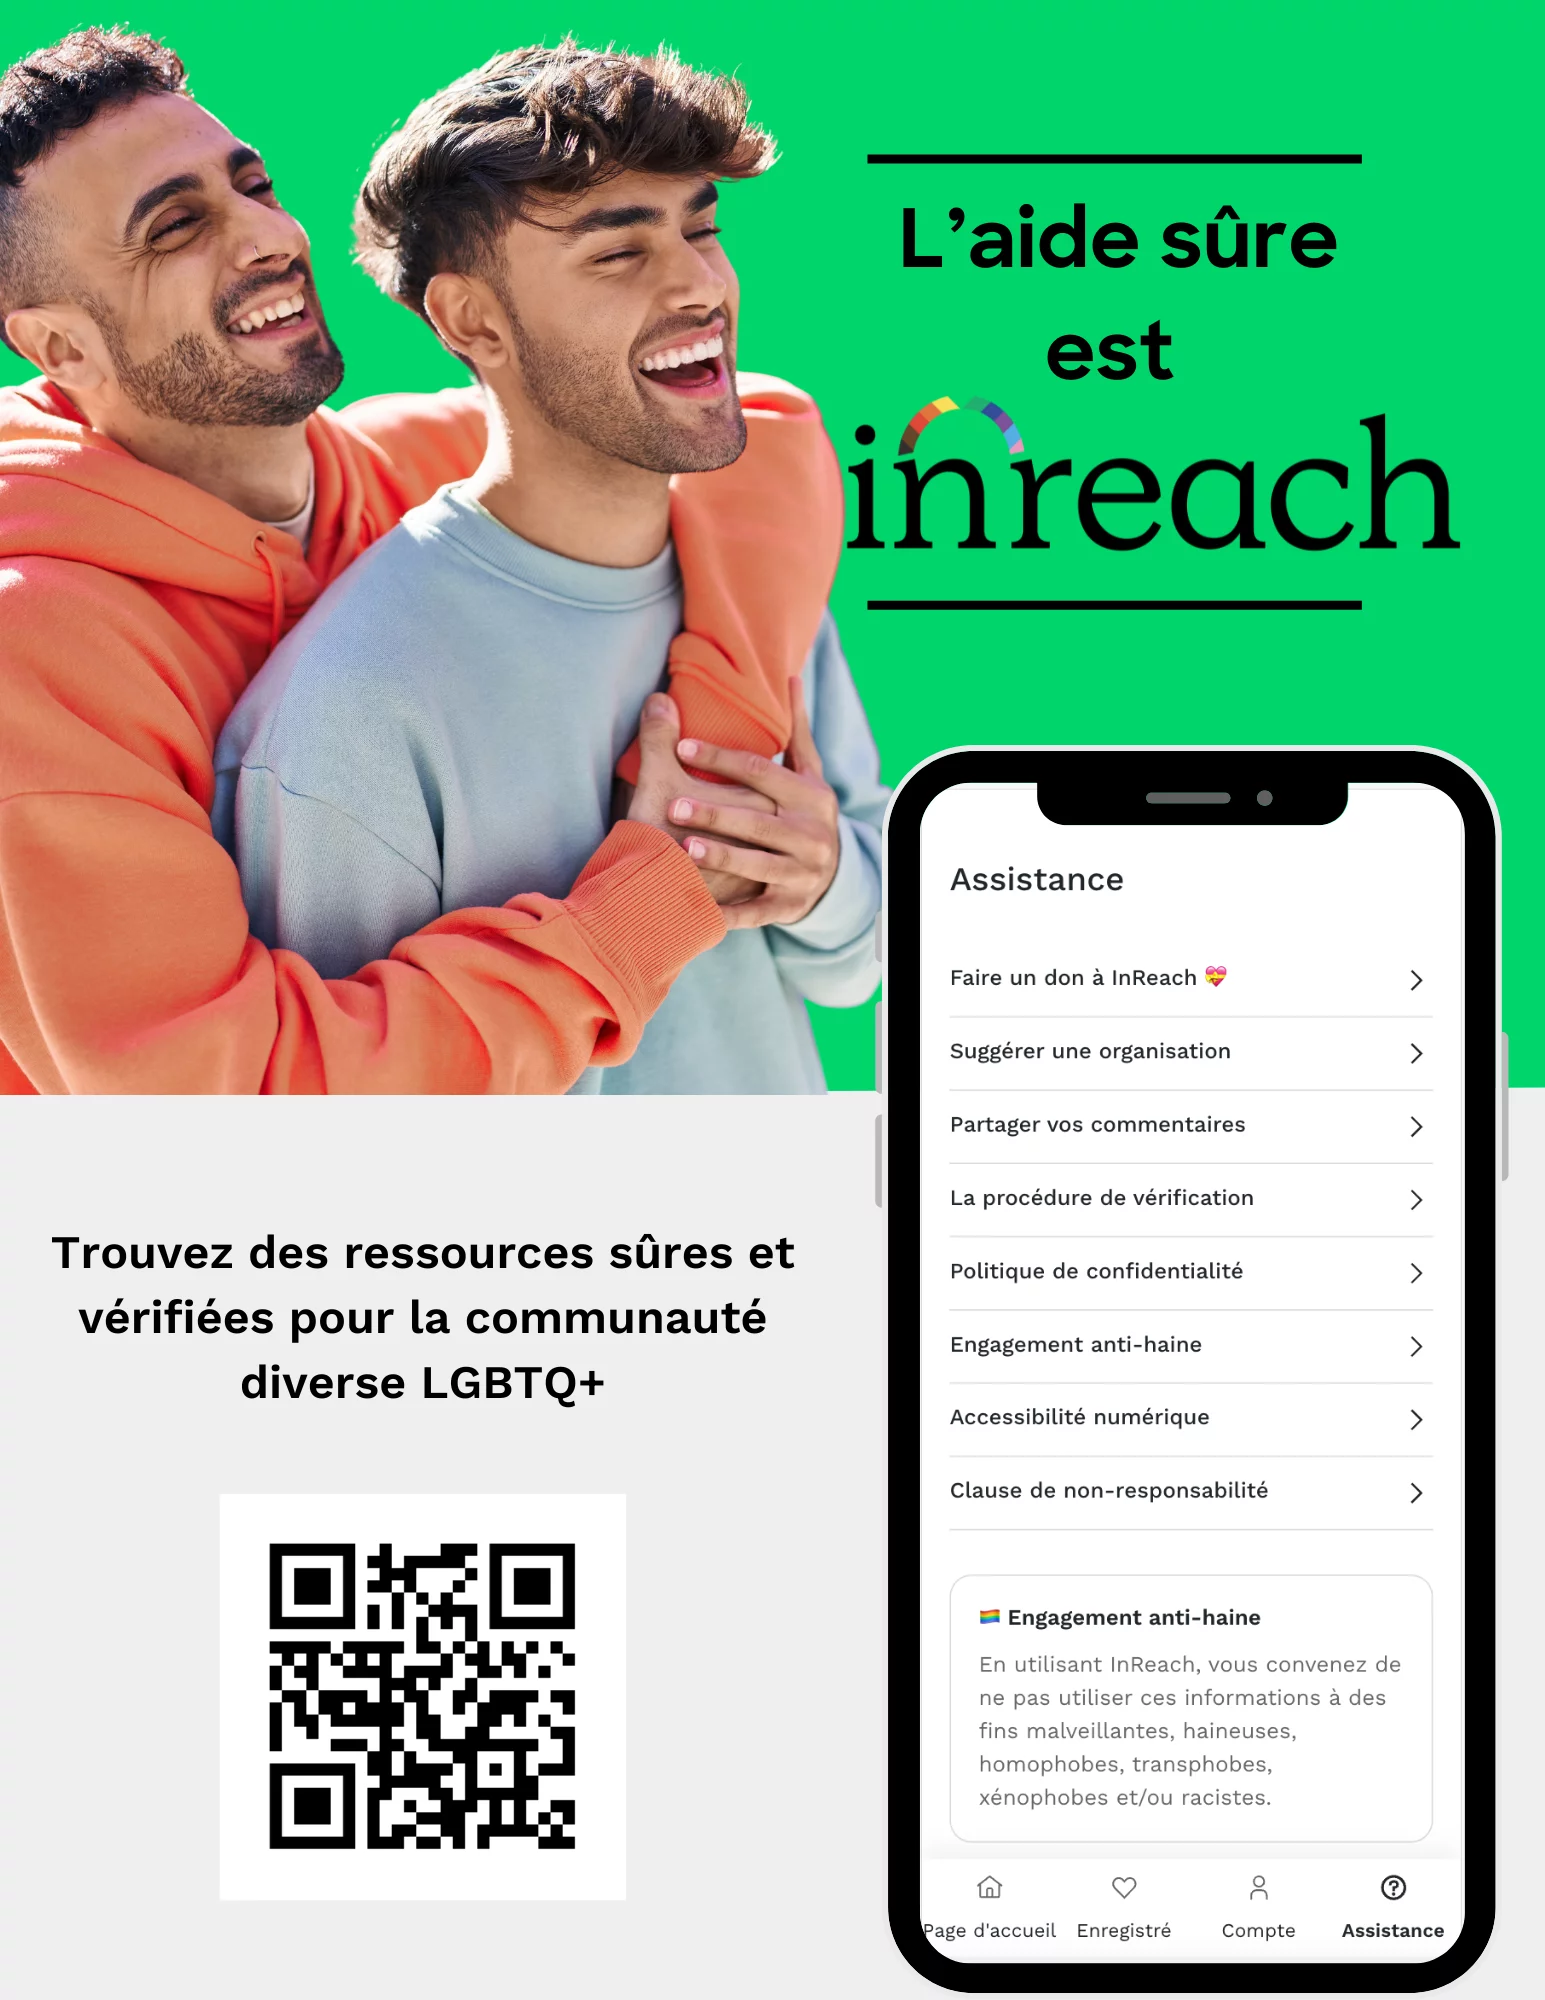 L’aide sûre
est
inreach
Assistance
Faire un don à InReach 💝
Suggérer une organisation
Partager vos commentaires
La procédure de vérification
Politique de confidentialité
Engagement anti-haine
Accessibilité numérique
Clause de non-responsabilité
🏳️‍🌈 Engagement anti-haine
En utilisant InReach, vous convenez de
ne pas utiliser ces informations à des
fins malveillantes, haineuses,
homophobes, transphobes,
xénophobes et/ou racistes.
Page d'accueil Enregistré Compte Assistance
Trouvez des ressources sûres et
vérifiées pour la communauté
diverse LGBTQ+